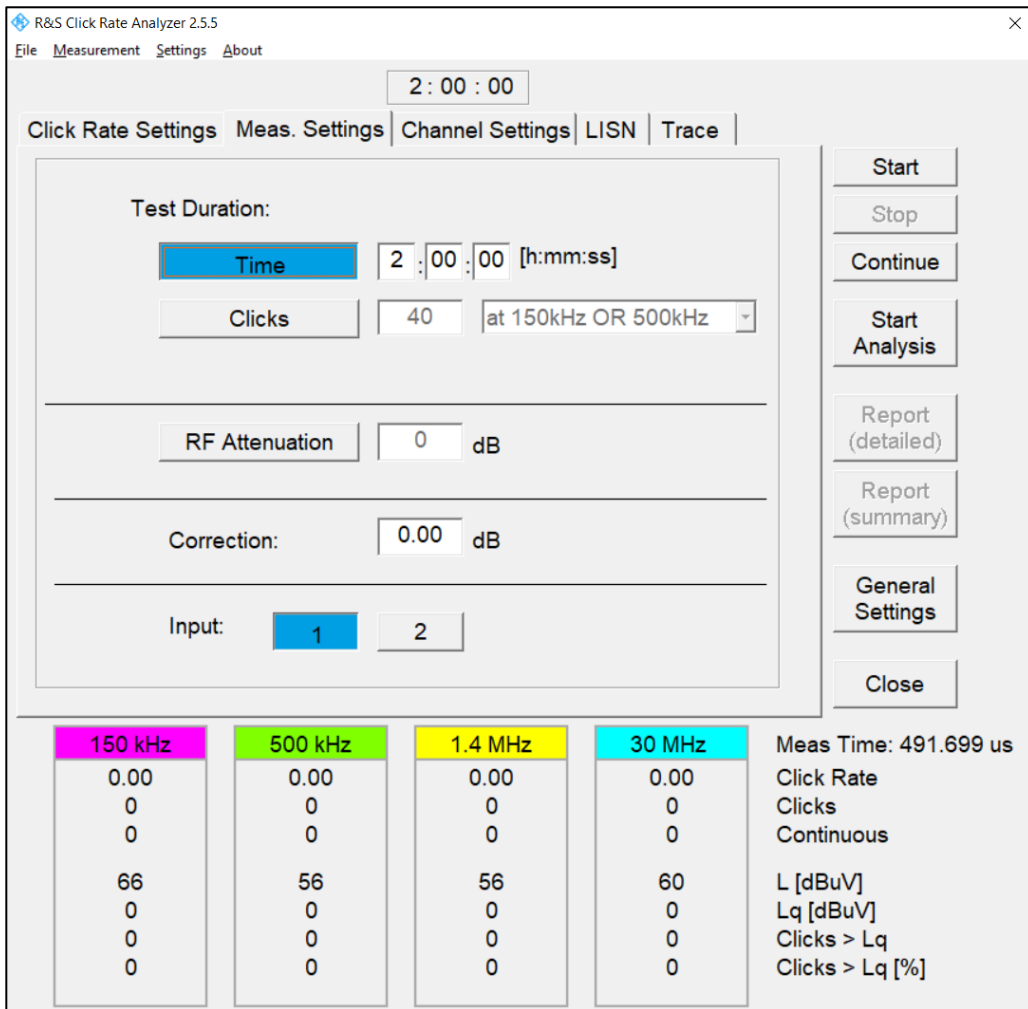 R&S Click Rate Analyzer 2.5.5
File Measurement Settings About
2 : 00 : 00
Click Rate Settings Meas. Settings Channel Settings LISN Trace
Test Duration:
Time 2 : 00 : 00 [h:mm:ss]
Clicks 40 at 150kHz OR 500kHz
RF Attenuation 0 dB
Correction: 0.00 dB
Input: 1 2
Start
Stop
Continue
Start
Analysis
Report
(detailed)
Report
(summary)
General
Settings
Close
150 kHz 500 kHz 1.4 MHz 30 MHz Meas Time: 491.699 us
0.00 0.00 0.00 0.00 Click Rate
0 0 0 0 Clicks
0 0 0 0 Continuous
66 56 56 60 L [dBuV]
0 0 0 0 Lq [dBuV]
0 0 0 0 Clicks > Lq
0 0 0 0 Clicks > Lq [%]